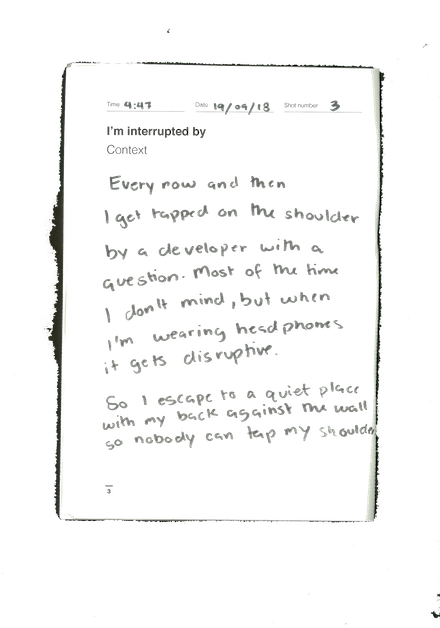 Time 4:47 Date 19/09/18 Shot number 3
I'm interrupted by
Context
Every now and then
I get tapped on the shoulder
by a developer with a
question. Most of the time
I don't mind, but when
I'm wearing headphones
it gets disruptive.
So I escape to a quiet place
with my back against the wall
so nobody can tap my shoulder
3